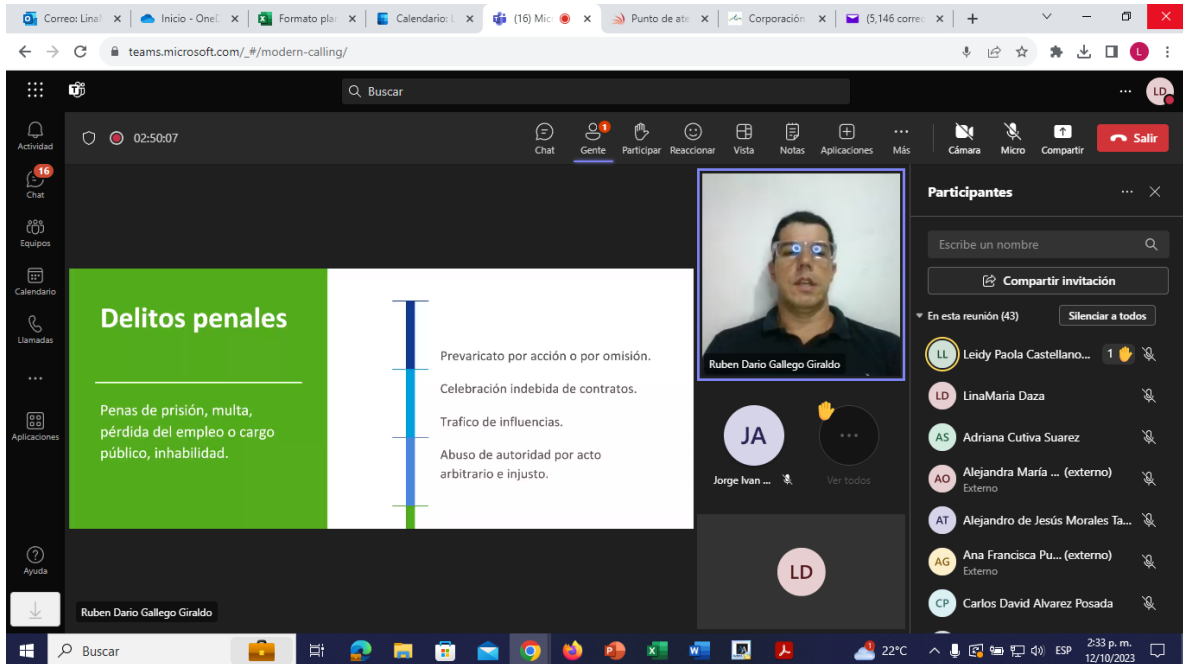 Correo: Lina
Inicio - OneD
Formato plan
Calendario: L
(16) Micr
Punto de ate
Corporación
(5,146 correo
teams.microsoft.com/_#/modern-calling/
L
Buscar
LD
Actividad
02:50:07
Chat
1
Gente
Participar
Reaccionar
Vista
Notas
Aplicaciones
Más
Cámara
Micro
Compartir
Salir
16
Chat
Equipos
Calendario
Llamadas
Aplicaciones
Ayuda
Delitos penales
Penas de prisión, multa,
pérdida del empleo o cargo
público, inhabilidad.
Prevaricato por acción o por omisión.
Celebración indebida de contratos.
Trafico de influencias.
Abuso de autoridad por acto
arbitrario e injusto.
Ruben Dario Gallego Giraldo
Ruben Dario Gallego Giraldo
JA
Jorge Ivan ...
Ver todos
LD
Participantes
Escribe un nombre
Compartir invitación
En esta reunión (43)
Silenciar a todos
LL Leidy Paola Castellano... 1
LD LinaMaria Daza
AS Adriana Cutiva Suarez
AO Alejandra María ... (externo)
Externo
AT Alejandro de Jesús Morales Ta...
AG Ana Francisca Pu... (externo)
Externo
CP Carlos David Alvarez Posada
Buscar
22°C
ESP
2:33 p. m.
12/10/2023